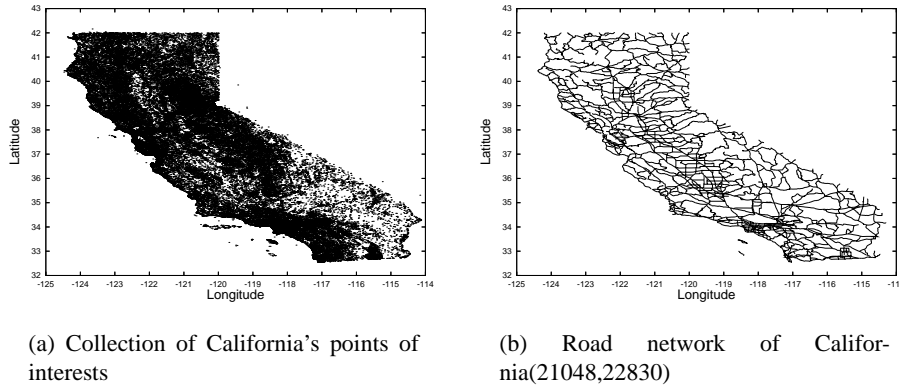 43
42
41
40
39
38
37
36
35
34
33
32
Latitude
-125 -124 -123 -122 -121 -120 -119 -118 -117 -116 -115 -114
Longitude
43
42
41
40
39
38
37
36
35
34
33
32
Latitude
-125 -124 -123 -122 -121 -120 -119 -118 -117 -116 -115 -11
Longitude
(a) Collection of California's points of
interests
(b) Road network of Califor-
nia(21048,22830)